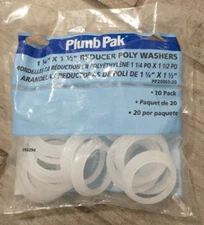 Plumb Pak
1 ¼" X 1 ½" REDUCER POLY WASHERS
RONDELLES DE RÉDUCTION EN POLYÉTHYLÈNE 1 1/4 PO X 1 1/2 PO
ARANDELAS REDUCTORAS DE POLI DE 1 ¼" X 1 ½"
• 20 Pack
• Paquet de 20
• 20 por paquete